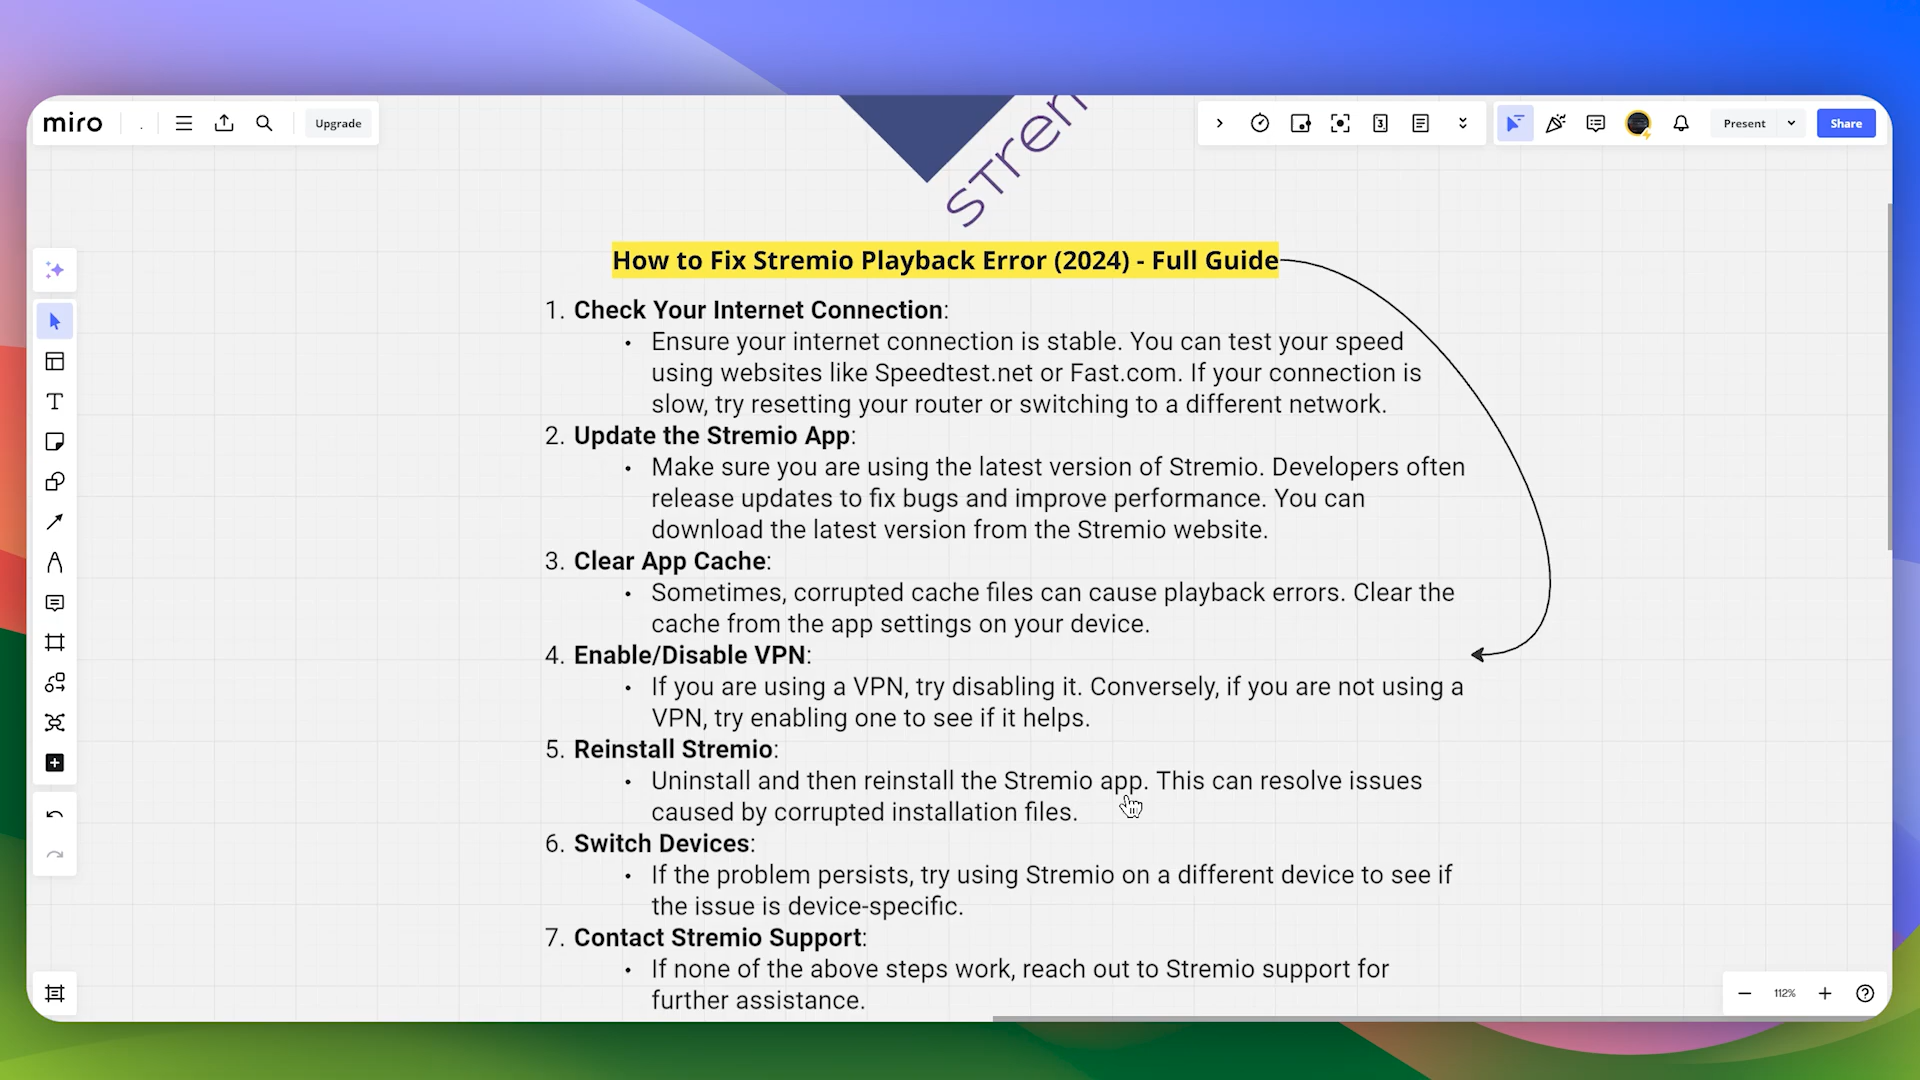 miro
.
Upgrade
Present
Share
Strem
How to Fix Stremio Playback Error (2024) - Full Guide
1. Check Your Internet Connection:
• Ensure your internet connection is stable. You can test your speed
using websites like Speedtest.net or Fast.com. If your connection is
slow, try resetting your router or switching to a different network.
2. Update the Stremio App:
• Make sure you are using the latest version of Stremio. Developers often
release updates to fix bugs and improve performance. You can
download the latest version from the Stremio website.
3. Clear App Cache:
• Sometimes, corrupted cache files can cause playback errors. Clear the
cache from the app settings on your device.
4. Enable/Disable VPN:
• If you are using a VPN, try disabling it. Conversely, if you are not using a
VPN, try enabling one to see if it helps.
5. Reinstall Stremio:
• Uninstall and then reinstall the Stremio app. This can resolve issues
caused by corrupted installation files.
6. Switch Devices:
• If the problem persists, try using Stremio on a different device to see if
the issue is device-specific.
7. Contact Stremio Support:
• If none of the above steps work, reach out to Stremio support for
further assistance.
112%